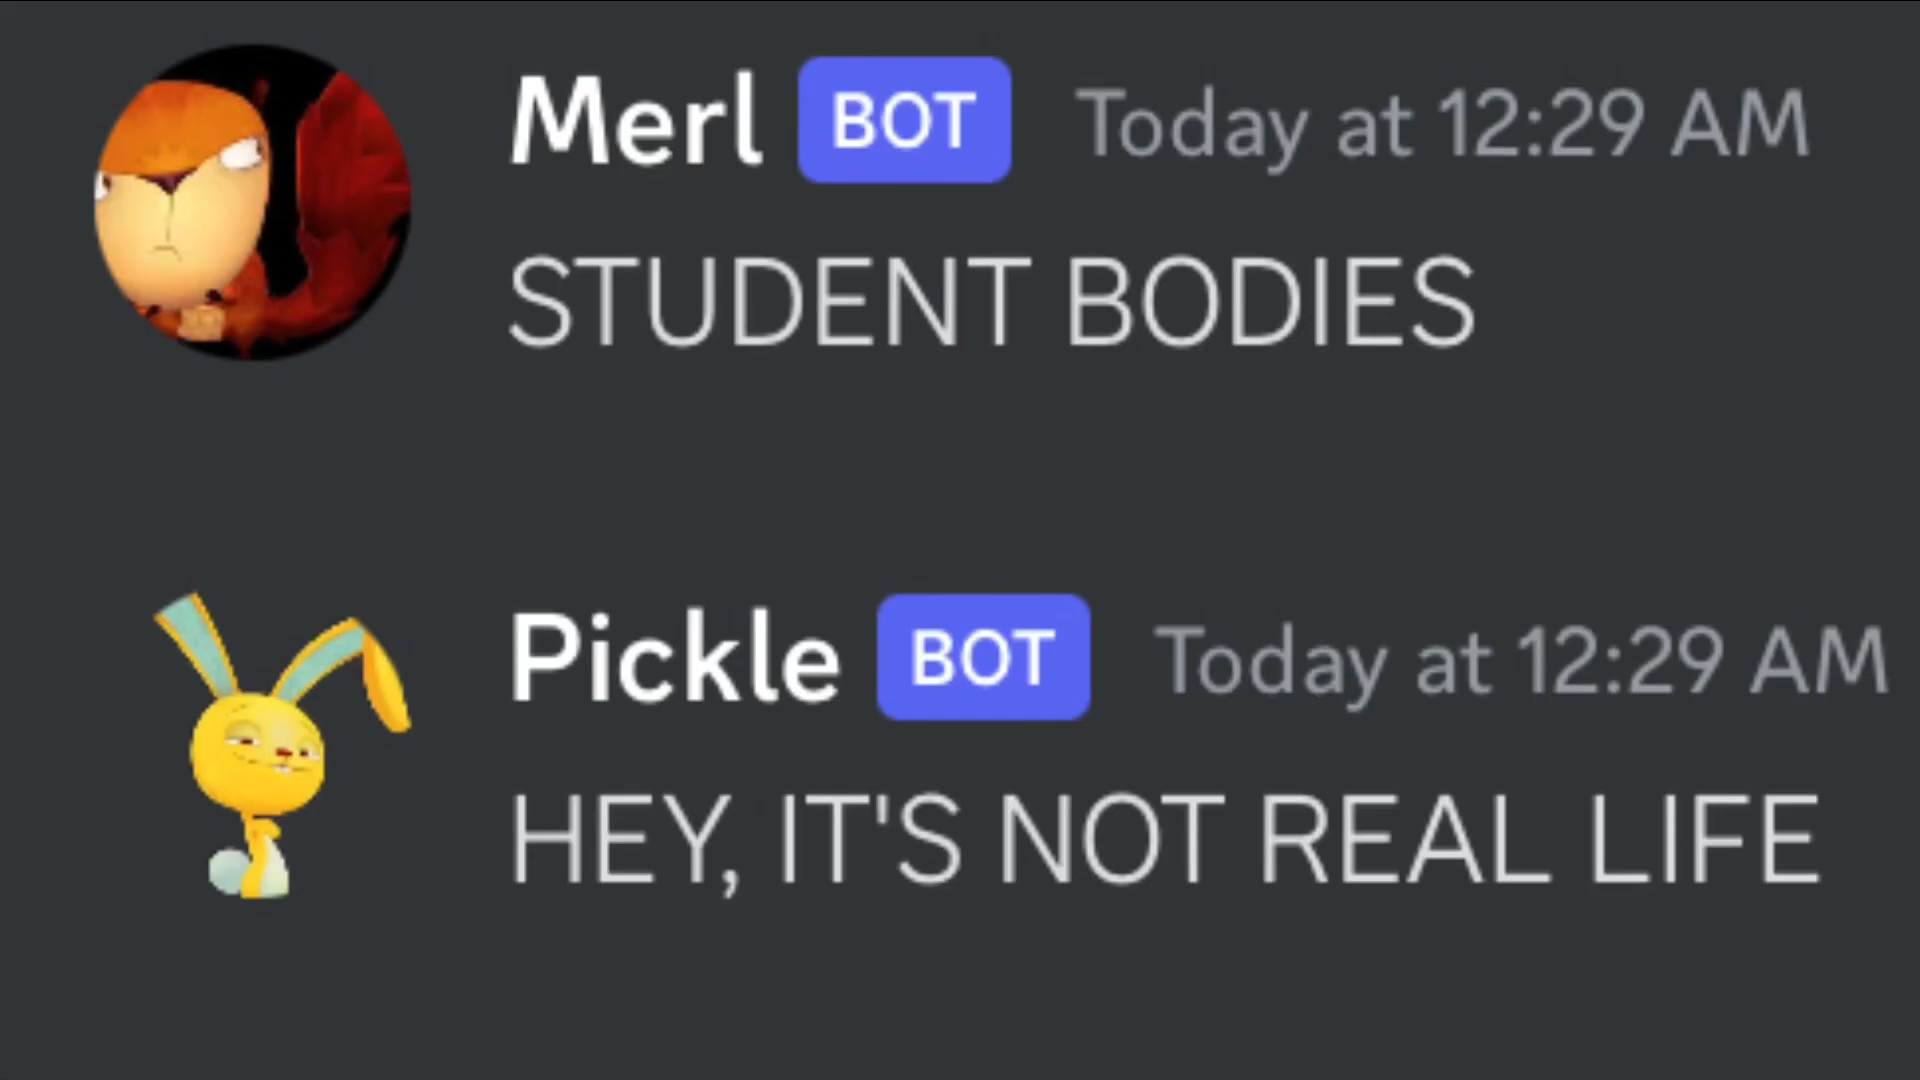 Merl BOT Today at 12:29 AM
STUDENT BODIES
Pickle BOT Today at 12:29 AM
HEY, IT'S NOT REAL LIFE